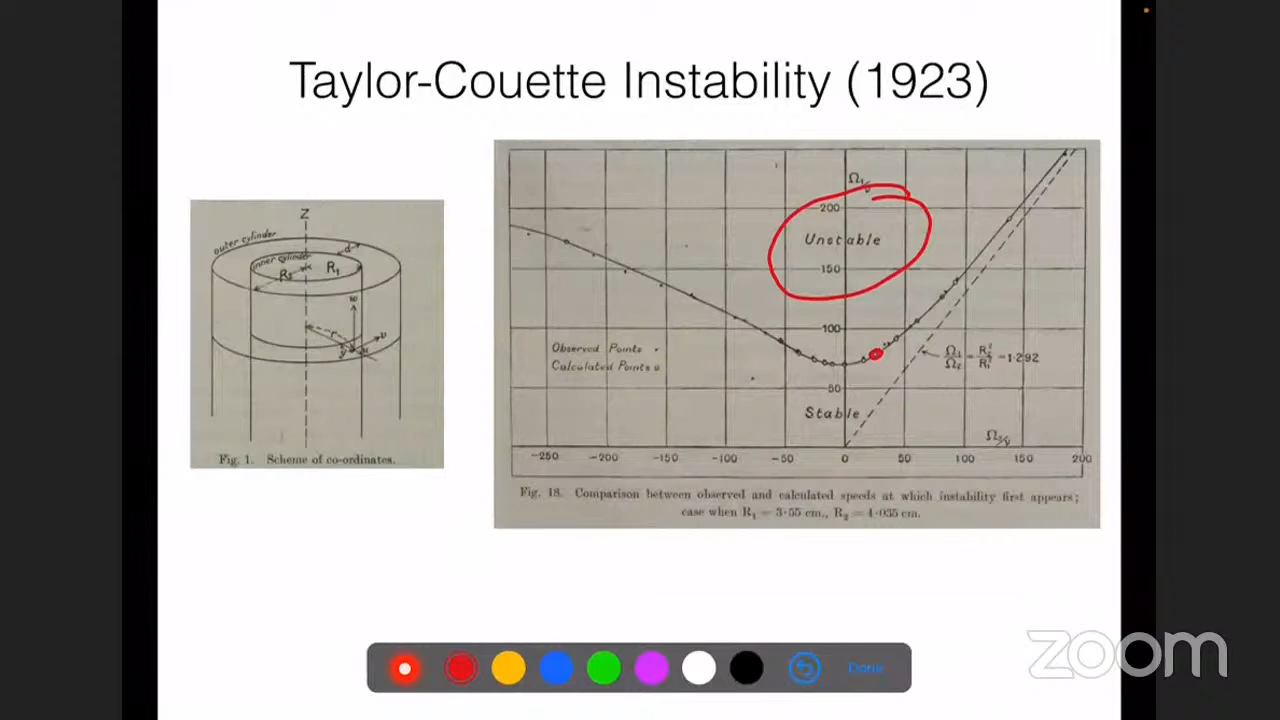 Taylor-Couette Instability (1923)
Z
outer cylinder
d
inner cylinder
R₂
R₁
w
r
v
u
Fig. 1. Scheme of co-ordinates.
Ω₁/ν
200
Unstable
150
100
Observed Points
Calculated Points
Ω₁/Ω₂ = R₂²/R₁² = 1·292
50
Stable
Ω₂/ν
-250 -200 -150 -100 -50 0 50 100 150 200
Fig. 18. Comparison between observed and calculated speeds at which instability first appears;
case when R₁ = 3·55 cm., R₂ = 4·035 cm.
Done
zoom